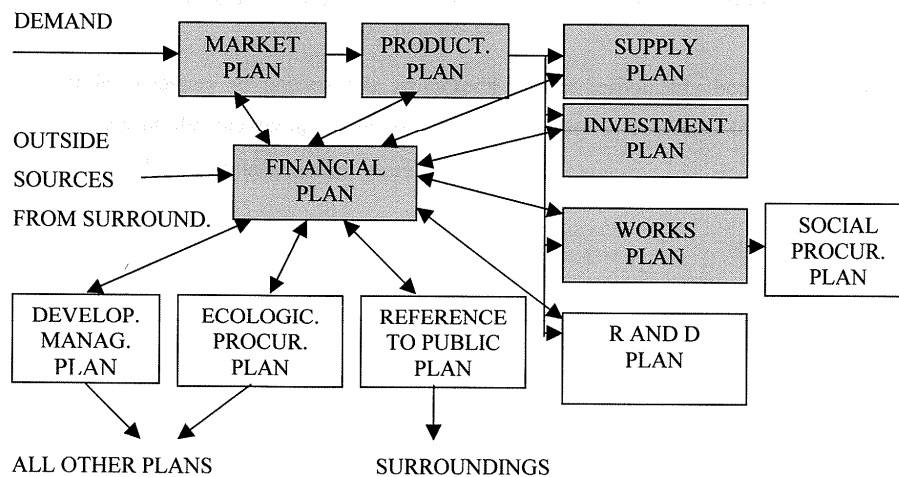 DEMAND
MARKET
PLAN
PRODUCT.
PLAN
SUPPLY
PLAN
INVESTMENT
PLAN
OUTSIDE
SOURCES
FROM SURROUND.
FINANCIAL
PLAN
WORKS
PLAN
SOCIAL
PROCUR.
PLAN
DEVELOP.
MANAG.
PLAN
ECOLOGIC.
PROCUR.
PLAN
REFERENCE
TO PUBLIC
PLAN
R AND D
PLAN
ALL OTHER PLANS
SURROUNDINGS